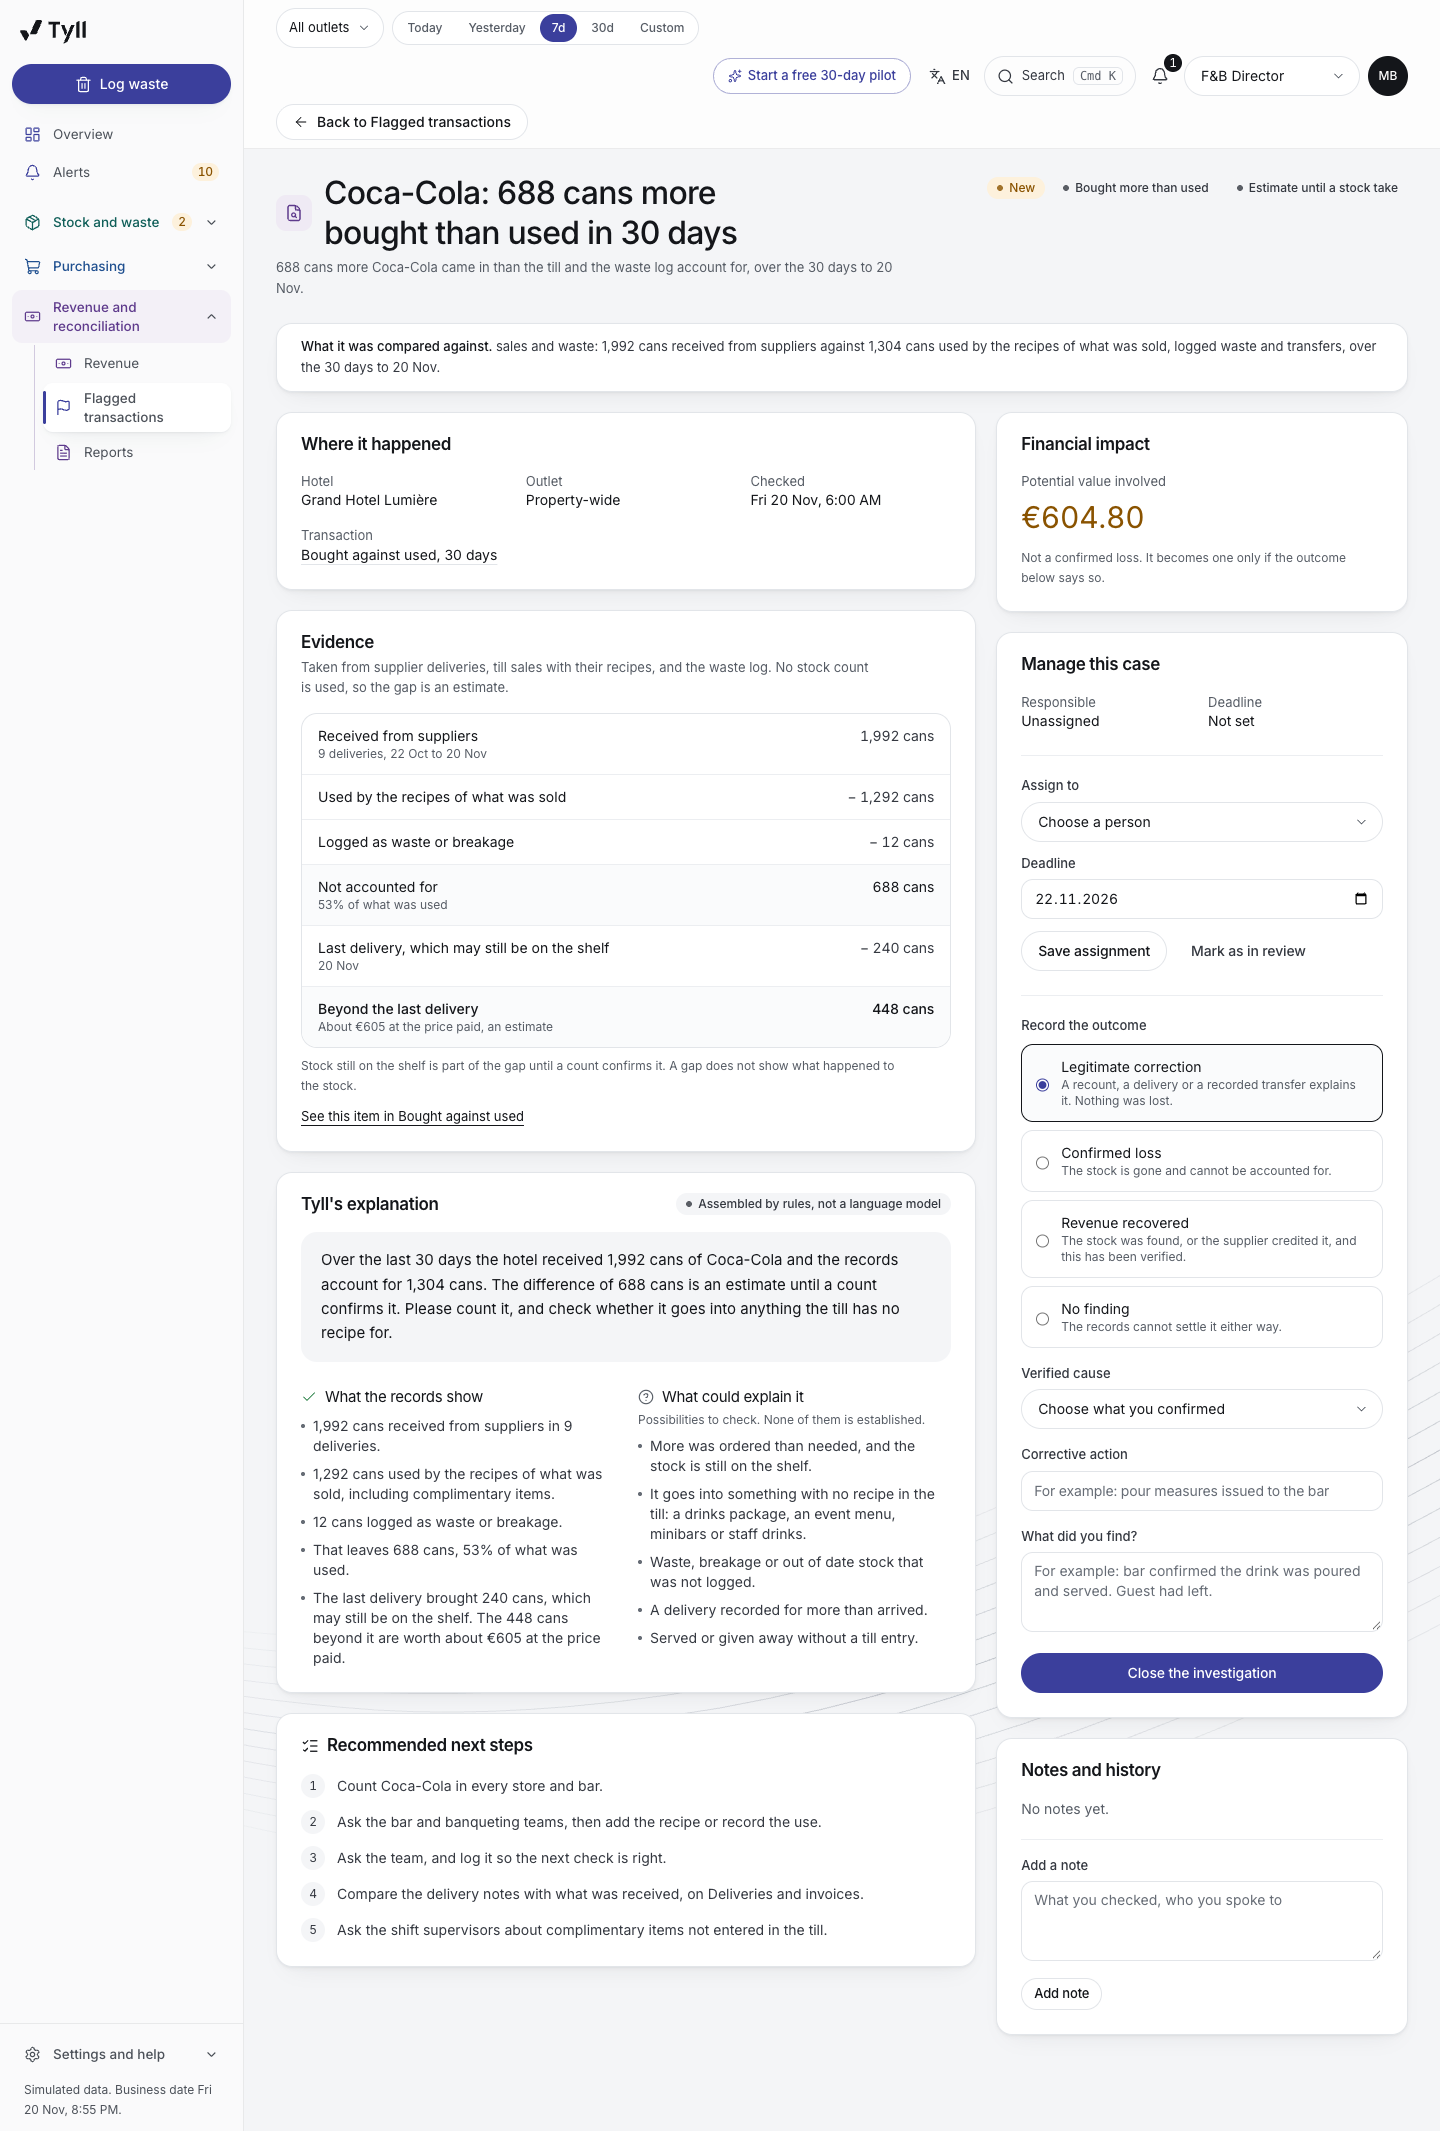 Tyll
Log waste
Overview
Alerts 10
Stock and waste 2
Purchasing
Revenue and
reconciliation
Revenue
Flagged
transactions
Reports
Settings and help
Simulated data. Business date Fri
20 Nov, 8:55 PM.
All outlets Today Yesterday 7d 30d Custom
Start a free 30-day pilot EN Search Cmd K 1 F&B Director MB
Back to Flagged transactions
Coca-Cola: 688 cans more
bought than used in 30 days
New Bought more than used Estimate until a stock take
688 cans more Coca-Cola came in than the till and the waste log account for, over the 30 days to 20
Nov.
What it was compared against. sales and waste: 1,992 cans received from suppliers against 1,304 cans used by the recipes of what was sold, logged waste and transfers, over
the 30 days to 20 Nov.
Where it happened
Hotel Outlet Checked
Grand Hotel Lumière Property-wide Fri 20 Nov, 6:00 AM
Transaction
Bought against used, 30 days
Evidence
Taken from supplier deliveries, till sales with their recipes, and the waste log. No stock count
is used, so the gap is an estimate.
Received from suppliers 1,992 cans
9 deliveries, 22 Oct to 20 Nov
Used by the recipes of what was sold − 1,292 cans
Logged as waste or breakage − 12 cans
Not accounted for 688 cans
53% of what was used
Last delivery, which may still be on the shelf − 240 cans
20 Nov
Beyond the last delivery 448 cans
About €605 at the price paid, an estimate
Stock still on the shelf is part of the gap until a count confirms it. A gap does not show what happened to
the stock.
See this item in Bought against used
Tyll's explanation Assembled by rules, not a language model
Over the last 30 days the hotel received 1,992 cans of Coca-Cola and the records
account for 1,304 cans. The difference of 688 cans is an estimate until a count
confirms it. Please count it, and check whether it goes into anything the till has no
recipe for.
What the records show
1,992 cans received from suppliers in 9
deliveries.
1,292 cans used by the recipes of what was
sold, including complimentary items.
12 cans logged as waste or breakage.
That leaves 688 cans, 53% of what was
used.
The last delivery brought 240 cans, which
may still be on the shelf. The 448 cans
beyond it are worth about €605 at the price
paid.
What could explain it
Possibilities to check. None of them is established.
More was ordered than needed, and the
stock is still on the shelf.
It goes into something with no recipe in the
till: a drinks package, an event menu,
minibars or staff drinks.
Waste, breakage or out of date stock that
was not logged.
A delivery recorded for more than arrived.
Served or given away without a till entry.
Recommended next steps
1 Count Coca-Cola in every store and bar.
2 Ask the bar and banqueting teams, then add the recipe or record the use.
3 Ask the team, and log it so the next check is right.
4 Compare the delivery notes with what was received, on Deliveries and invoices.
5 Ask the shift supervisors about complimentary items not entered in the till.
Financial impact
Potential value involved
€604.80
Not a confirmed loss. It becomes one only if the outcome
below says so.
Manage this case
Responsible Deadline
Unassigned Not set
Assign to
Choose a person
Deadline
22.11.2026
Save assignment Mark as in review
Record the outcome
Legitimate correction
A recount, a delivery or a recorded transfer explains
it. Nothing was lost.
Confirmed loss
The stock is gone and cannot be accounted for.
Revenue recovered
The stock was found, or the supplier credited it, and
this has been verified.
No finding
The records cannot settle it either way.
Verified cause
Choose what you confirmed
Corrective action
For example: pour measures issued to the bar
What did you find?
For example: bar confirmed the drink was poured
and served. Guest had left.
Close the investigation
Notes and history
No notes yet.
Add a note
What you checked, who you spoke to
Add note